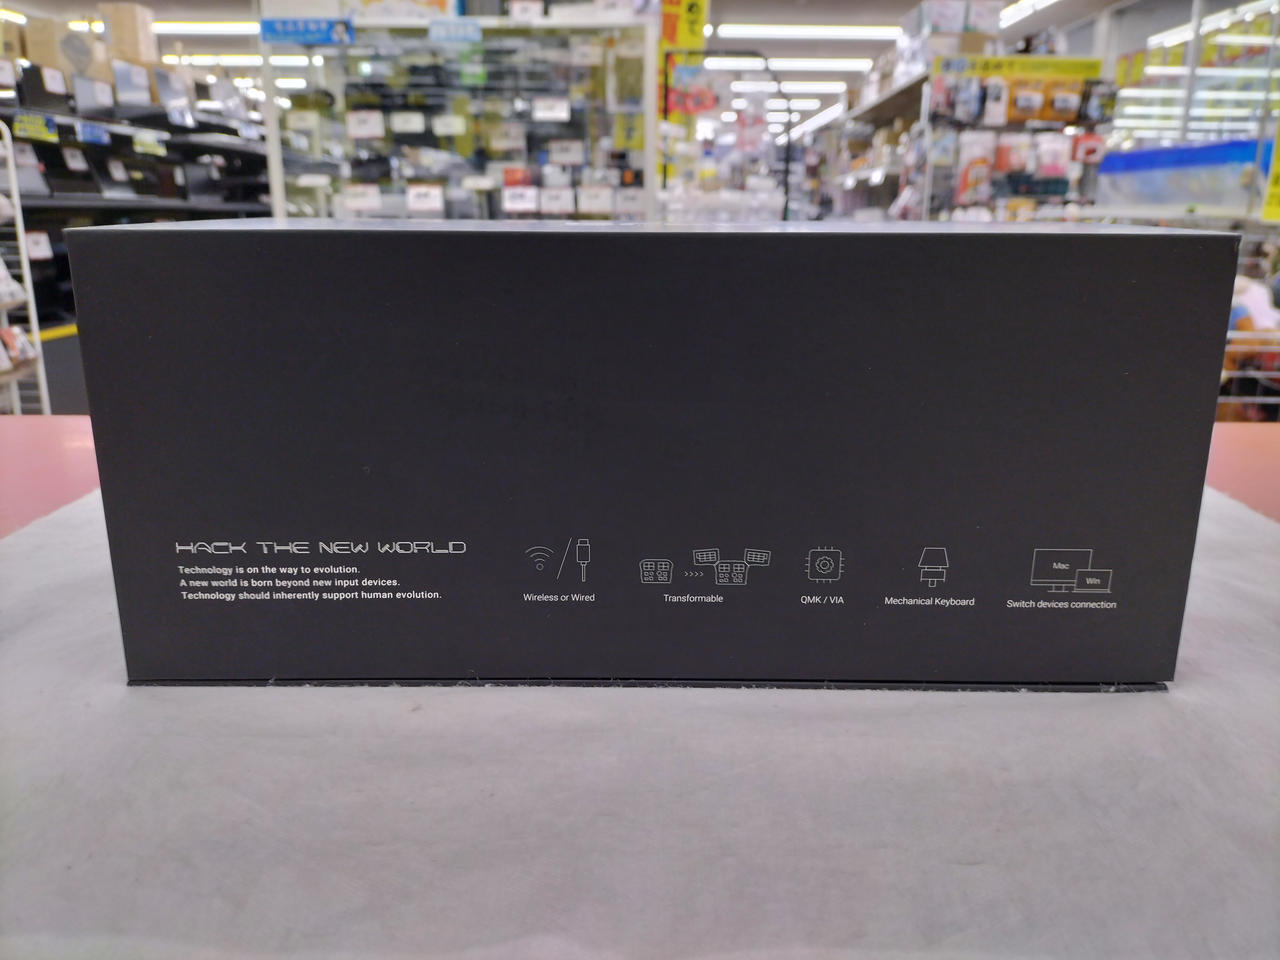 HACK THE NEW WORLD
Technology is on the way to evolution.
A new world is born beyond new input devices.
Technology should inherently support human evolution.
Wireless or Wired
Transformable
QMK / VIA
Mechanical Keyboard
Mac
Win
Switch devices connection